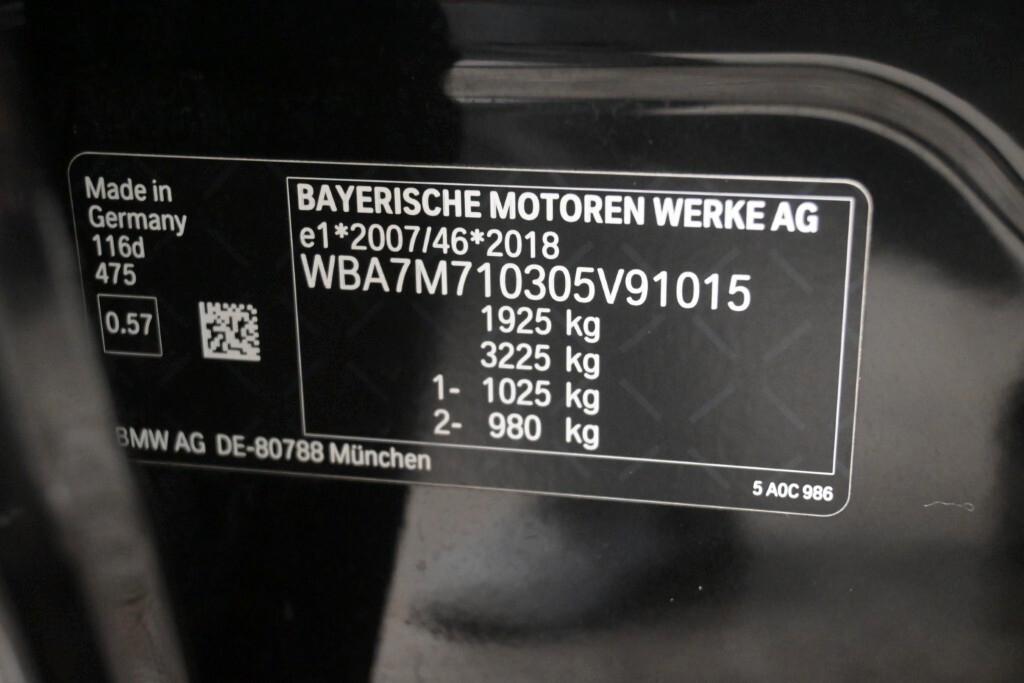 Made in
Germany
116d
475
0.57
BAYERISCHE MOTOREN WERKE AG
e1*2007/46*2018
WBA7M710305V91015
1925 kg
3225 kg
1- 1025 kg
2- 980 kg
BMW AG DE-80788 München
5 A0C 986